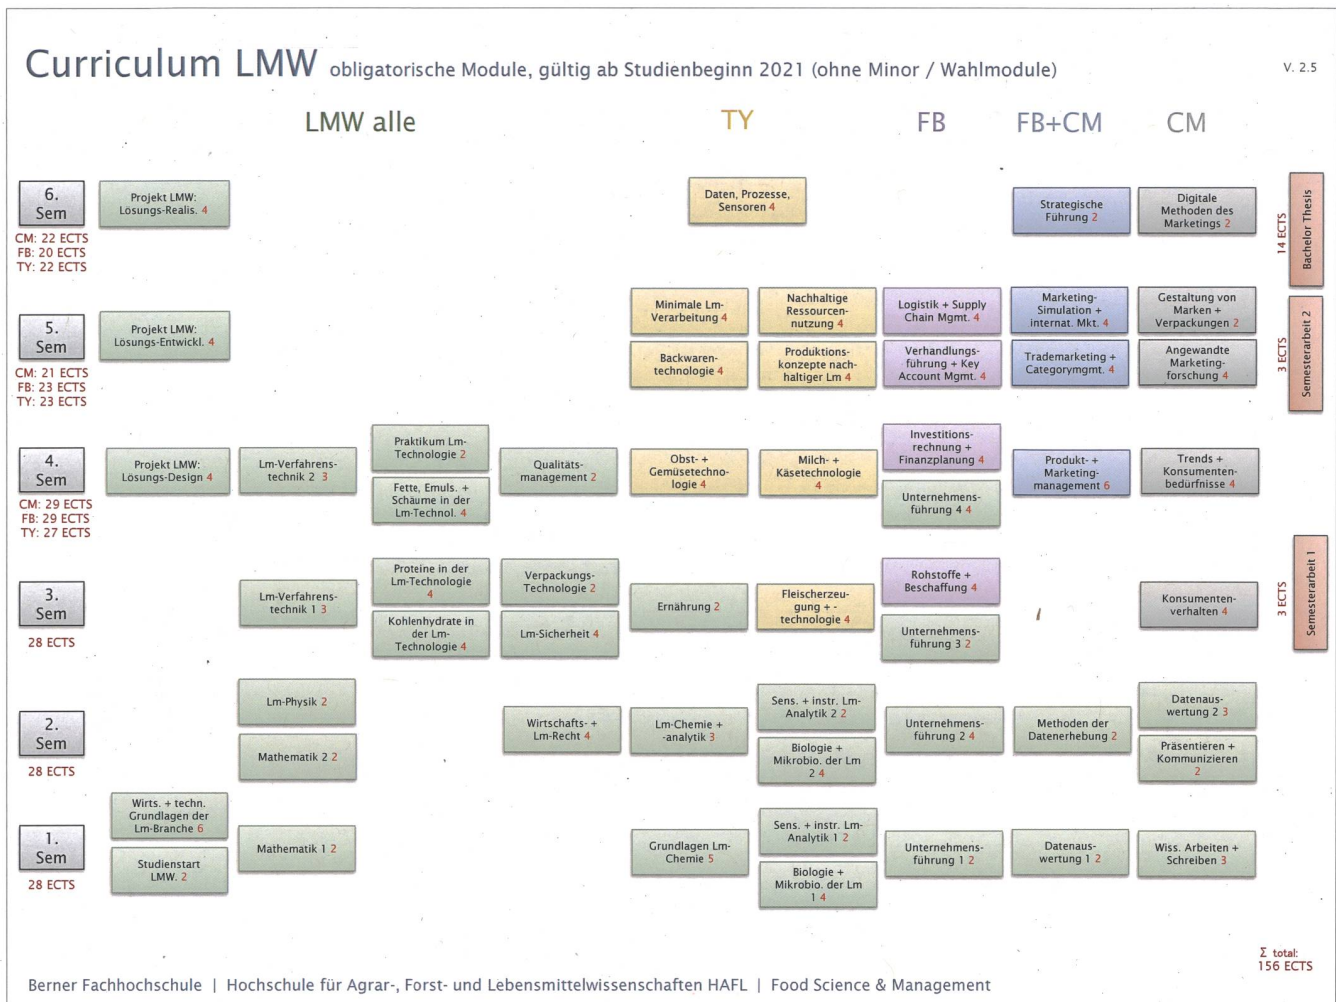 Curriculum LMW obligatorische Module, gültig ab Studienbeginn 2021 (ohne Minor / Wahlmodule)
V. 2.5
LMW alle
TY
FB
FB+CM
CM
6.
Sem
CM: 22 ECTS
FB: 20 ECTS
TY: 22 ECTS
Projekt LMW:
Lösungs-Realis. 4
Daten, Prozesse,
Sensoren 4
Strategische
Führung 2
Digitale
Methoden des
Marketings 2
14 ECTS
Bachelor Thesis
5.
Sem
CM: 21 ECTS
FB: 23 ECTS
TY: 23 ECTS
Projekt LMW:
Lösungs-Entwickl. 4
Minimale Lm-
Verarbeitung 4
Nachhaltige
Ressourcen-
nutzung 4
Logistik + Supply
Chain Mgmt. 4
Marketing-
Simulation +
internat. Mkt. 4
Gestaltung von
Marken +
Verpackungen 2
Backwaren-
technologie 4
Produktions-
konzepte nach-
haltiger Lm 4
Verhandlungs-
führung + Key
Account Mgmt. 4
Trademarketing +
Categorymgmt. 4
Angewandte
Marketing-
forschung 4
3 ECTS
Semesterarbeit 2
4.
Sem
CM: 29 ECTS
FB: 29 ECTS
TY: 27 ECTS
Projekt LMW:
Lösungs-Design 4
Lm-Verfahrens-
technik 2 3
Praktikum Lm-
Technologie 2
Fette, Emuls. +
Schäume in der
Lm-Technol. 4
Qualitäts-
management 2
Obst- +
Gemüsetechno-
logie 4
Milch- +
Käsetechnologie
4
Investitions-
rechnung +
Finanzplanung 4
Unternehmens-
führung 4 4
Produkt- +
Marketing-
management 6
Trends +
Konsumenten-
bedürfnisse 4
3.
Sem
28 ECTS
Lm-Verfahrens-
technik 1 3
Proteine in der
Lm-Technologie
4
Kohlenhydrate in
der Lm-
Technologie 4
Verpackungs-
Technologie 2
Lm-Sicherheit 4
Ernährung 2
Fleischerzeu-
gung + -
technologie 4
Rohstoffe +
Beschaffung 4
Unternehmens-
führung 3 2
Konsumenten-
verhalten 4
3 ECTS
Semesterarbeit 1
2.
Sem
28 ECTS
Lm-Physik 2
Mathematik 2 2
Wirtschafts- +
Lm-Recht 4
Lm-Chemie +
-analytik 3
Sens. + instr. Lm-
Analytik 2 2
Biologie +
Mikrobio. der Lm
2 4
Unternehmens-
führung 2 4
Methoden der
Datenerhebung 2
Datenaus-
wertung 2 3
Präsentieren +
Kommunizieren
2
1.
Sem
28 ECTS
Wirts. + techn.
Grundlagen der
Lm-Branche 6
Studienstart
LMW. 2
Mathematik 1 2
Grundlagen Lm-
Chemie 5
Sens. + instr. Lm-
Analytik 1 2
Biologie +
Mikrobio. der Lm
1 4
Unternehmens-
führung 1 2
Datenaus-
wertung 1 2
Wiss. Arbeiten +
Schreiben 3
Σ total:
156 ECTS
Berner Fachhochschule | Hochschule für Agrar-, Forst- und Lebensmittelwissenschaften HAFL | Food Science & Management